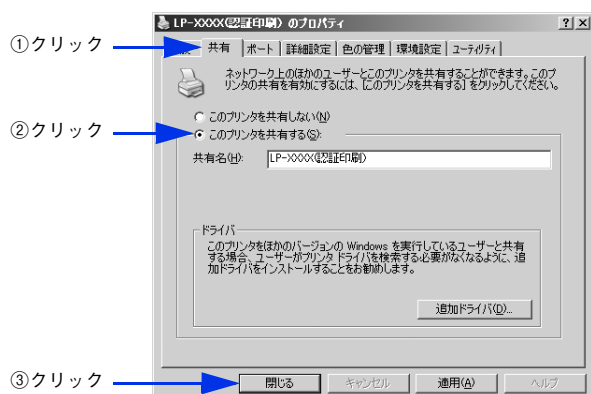 LP-XXXX(認証印刷) のプロパティ
①クリック
共有 ポート 詳細設定 色の管理 環境設定 ユーティリティ
ネットワーク上のほかのユーザーとこのプリンタを共有することができます。このプ
リンタの共有を有効にするには、[このプリンタを共有する] をクリックしてください。
このプリンタを共有しない(N)
②クリック
このプリンタを共有する(S):
共有名(H):
LP-XXXX(認証印刷)
ドライバ
このプリンタをほかのバージョンの Windows を実行しているユーザーと共有
する場合、ユーザーがプリンタ ドライバを検索する必要がなくなるように、追
加ドライバをインストールすることをお勧めします。
追加ドライバ(D)...
③クリック
閉じる キャンセル 適用(A) ヘルプ